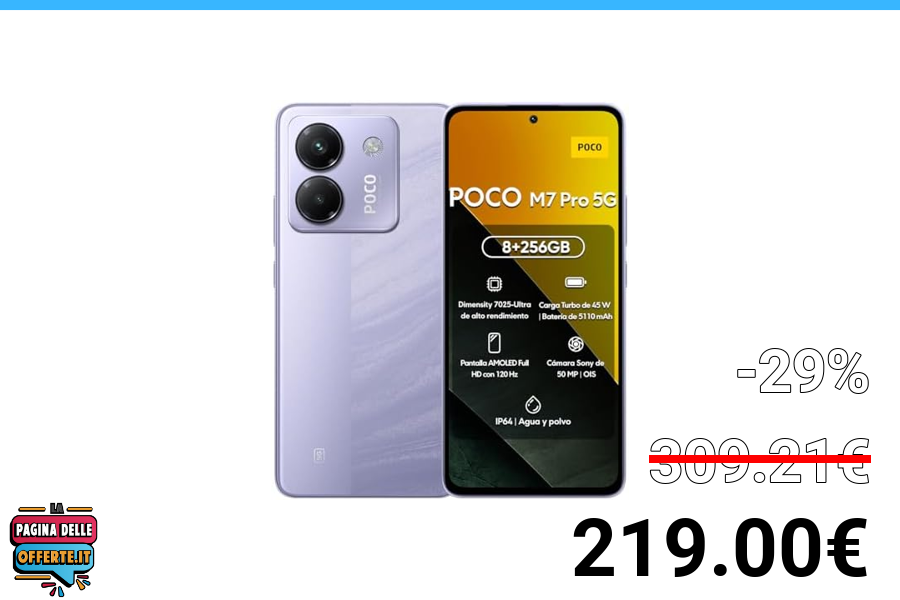 POCO
POCO
POCO M7 Pro 5G
8+256GB
Dimensity 7025-Ultra
de alto rendimiento
Carga Turbo de 45 W
| Batería de 5110 mAh
Pantalla AMOLED Full
HD con 120 Hz
Cámara Sony de
50 MP | OIS
IP64 | Agua y polvo
5G
-29%
309.21€
219.00€
LA
PAGINA DELLE
OFFERTE.IT